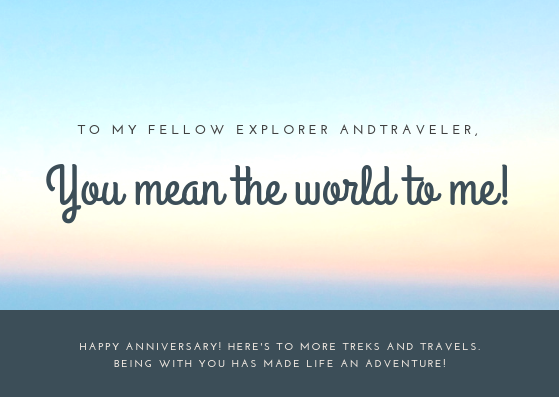 TO MY FELLOW EXPLORER ANDTRAVELER,
You mean the world to me!
HAPPY ANNIVERSARY! HERE'S TO MORE TREKS AND TRAVELS.
BEING WITH YOU HAS MADE LIFE AN ADVENTURE!